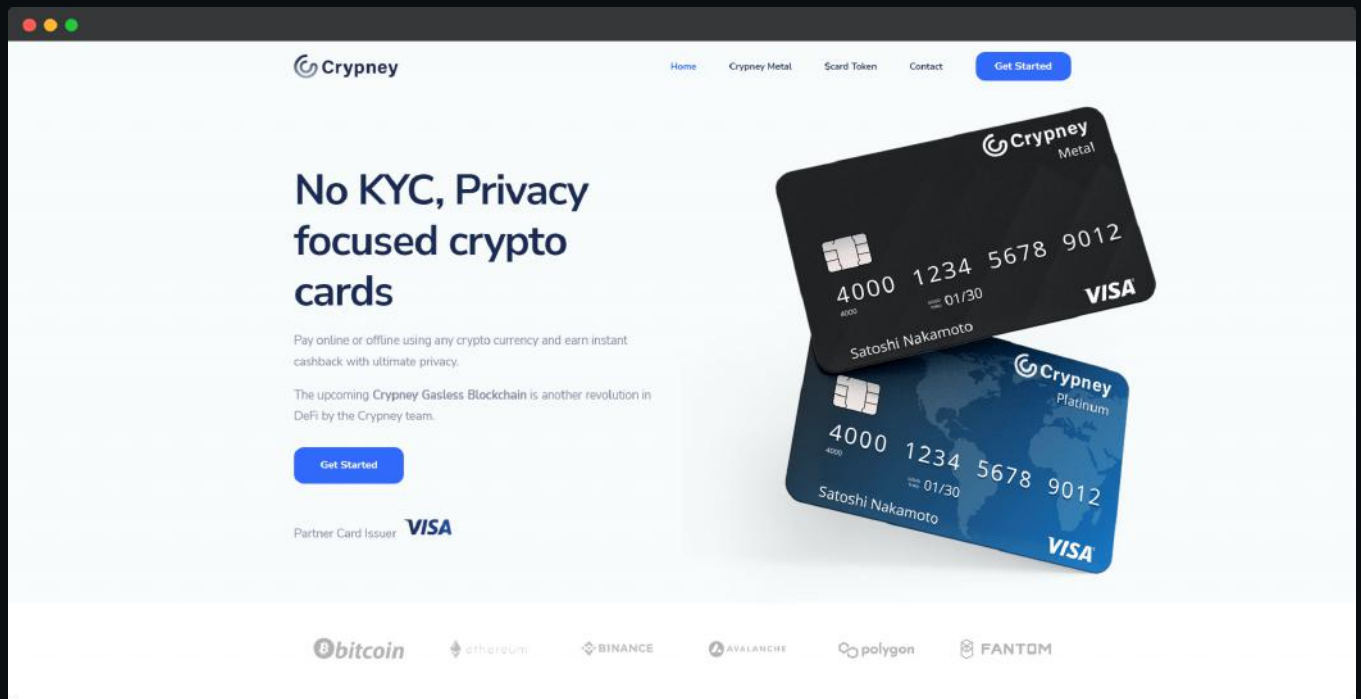 Crypney
Home Crypney Metal $card Token Contact Get Started
No KYC, Privacy
focused crypto
cards
Pay online or offline using any crypto currency and earn instant
cashback with ultimate privacy.
The upcoming Crypney Gasless Blockchain is another revolution in
DeFi by the Crypney team.
Get Started
Partner Card Issuer VISA
Crypney
Metal
4000 1234 5678 9012
4000
01/30
VISA
Satoshi Nakamoto
Crypney
Platinum
4000 1234 5678 9012
4000
01/30
Satoshi Nakamoto
VISA
bitcoin ethereum BINANCE AVALANCHE polygon FANTOM